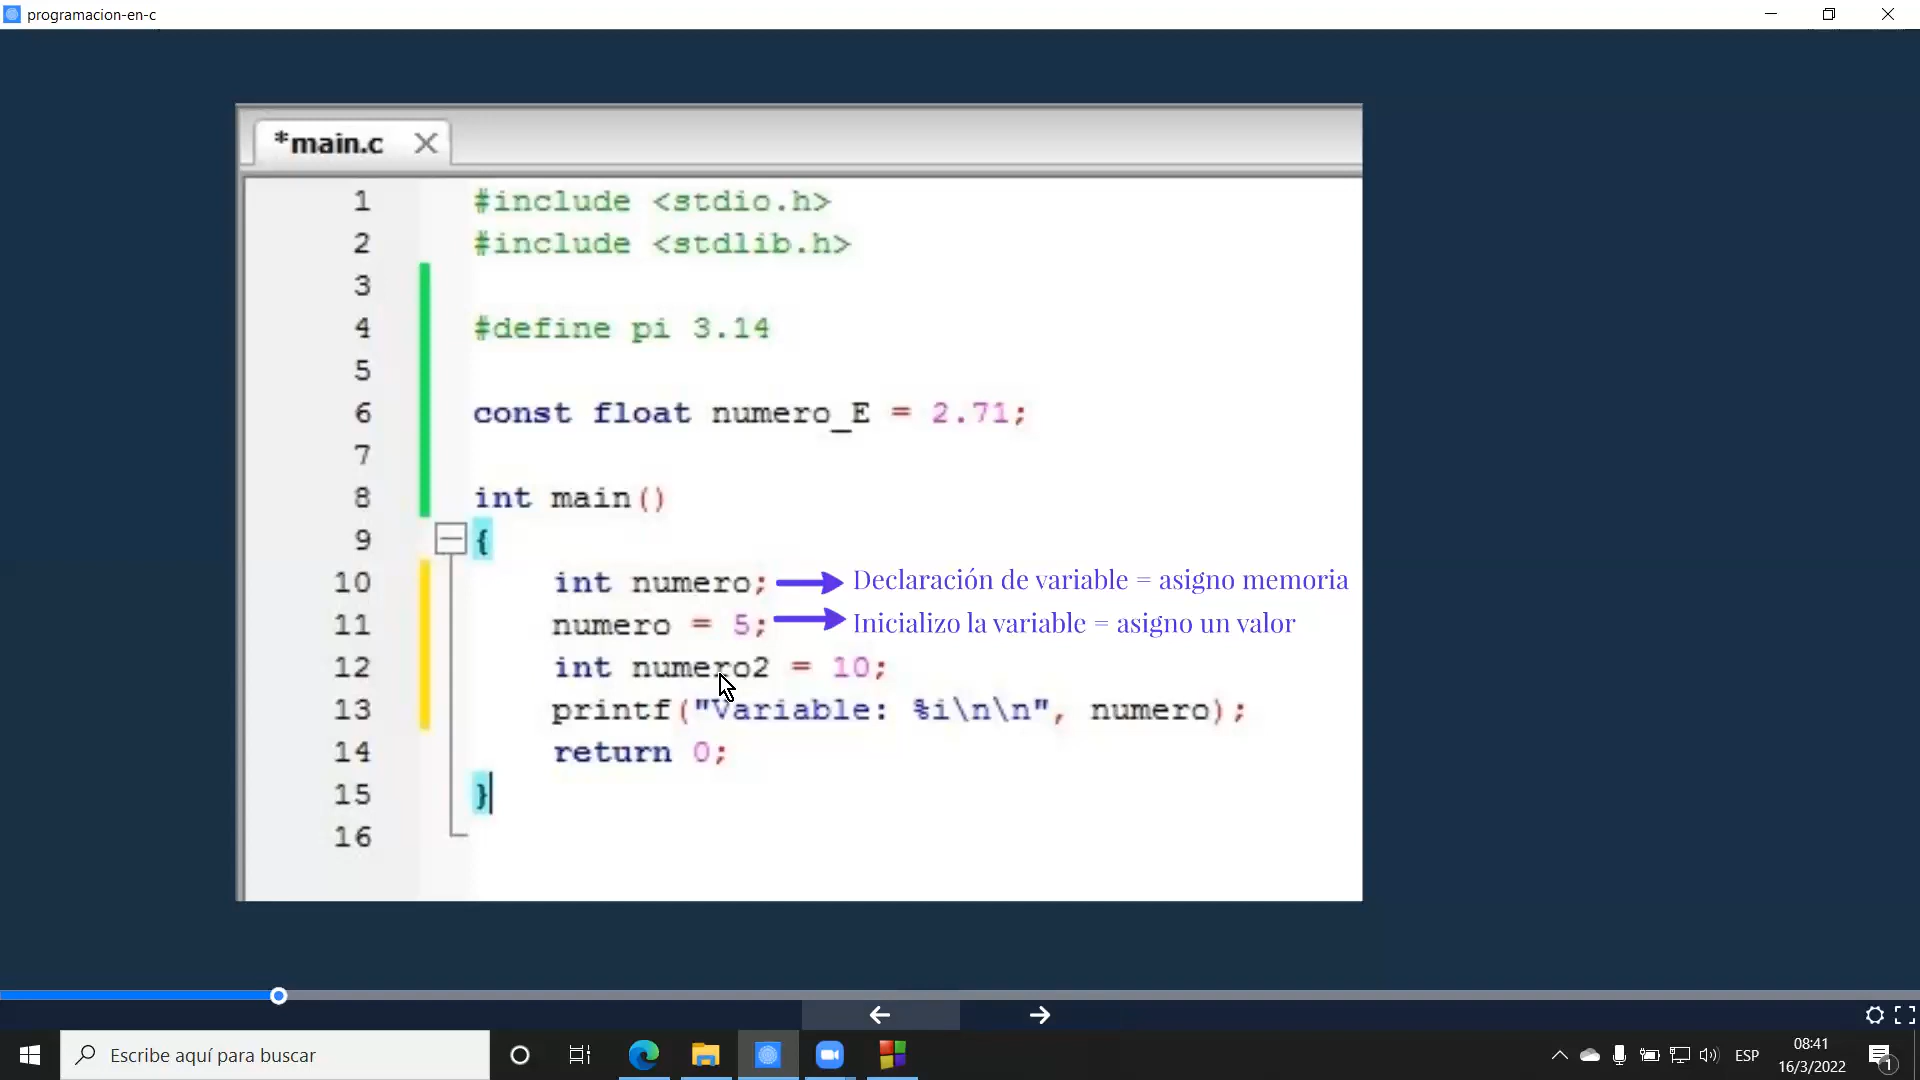 programacion-en-c
*main.c
1 #include <stdio.h>
2 #include <stdlib.h>
3
4 #define pi 3.14
5
6 const float numero_E = 2.71;
7
8 int main()
9 {
10 int numero; Declaración de variable = asigno memoria
11 numero = 5; Inicializo la variable = asigno un valor
12 int numero2 = 10;
13 printf("Variable: %i\n\n", numero);
14 return 0;
15 }
16
Escribe aquí para buscar
ESP
08:41
16/3/2022
1